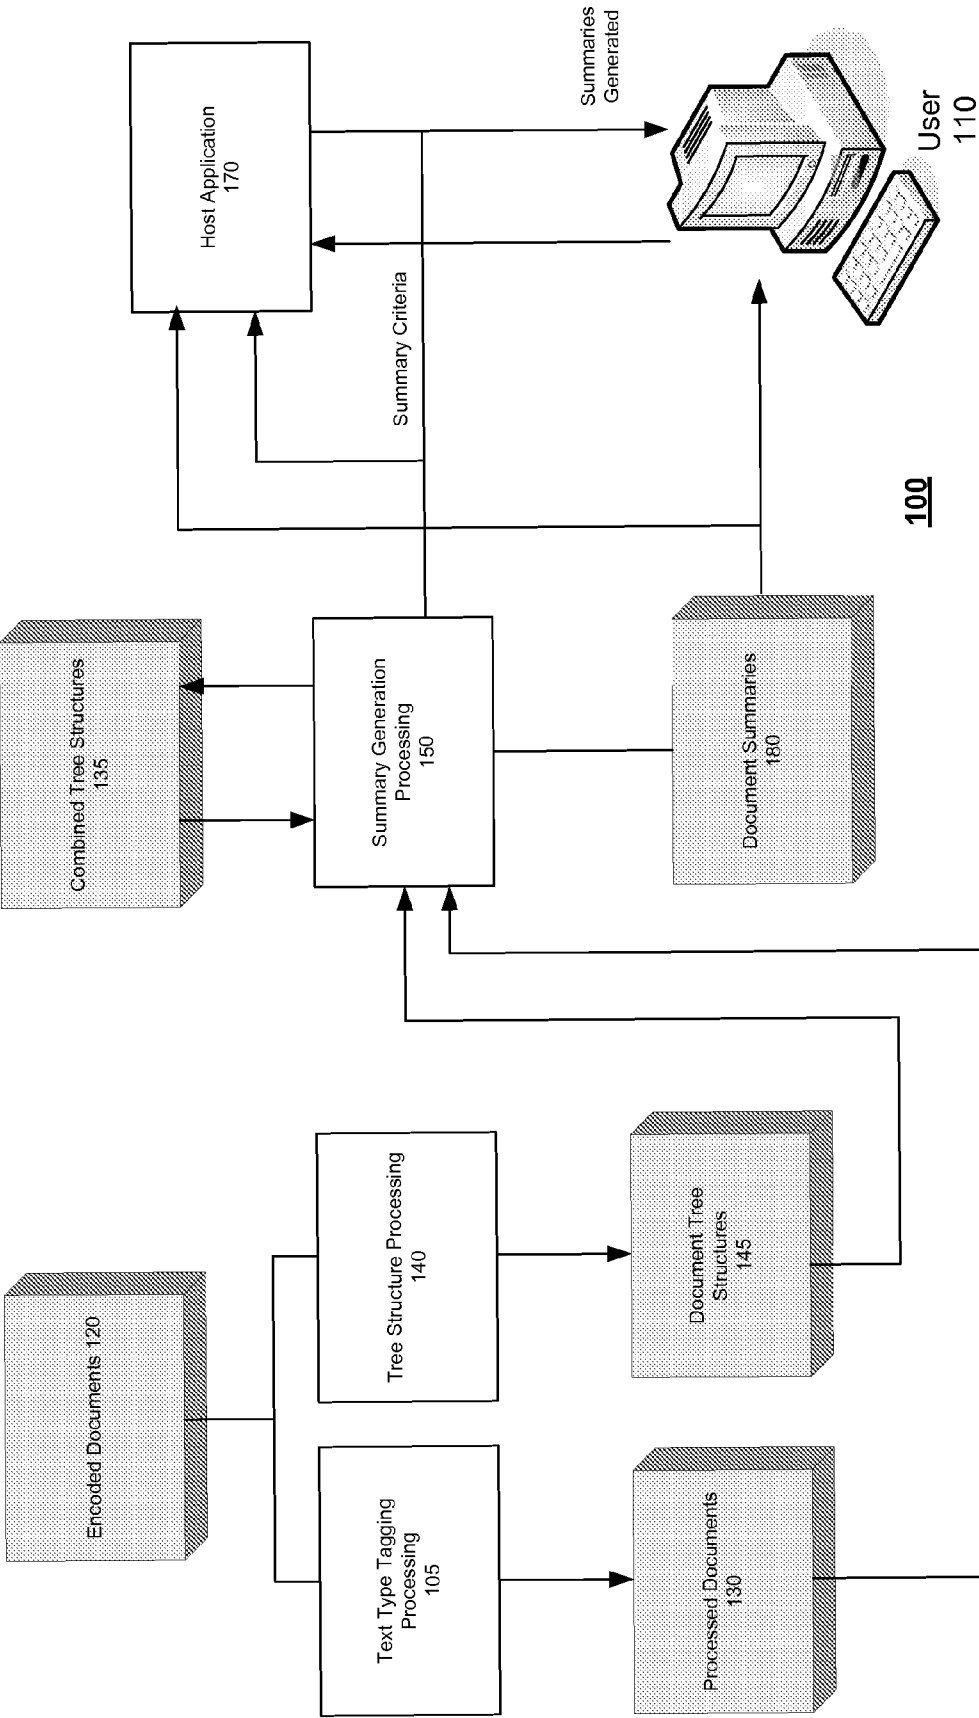 Encoded Documents 120
Text Type Tagging
Processing
105
Tree Structure Processing
140
Processed Documents
130
Document Tree
Structures
145
Combined Tree Structures
135
Summary Generation
Processing
150
Document Summaries
180
Host Application
170
Summary Criteria
Summaries
Generated
User
110
100